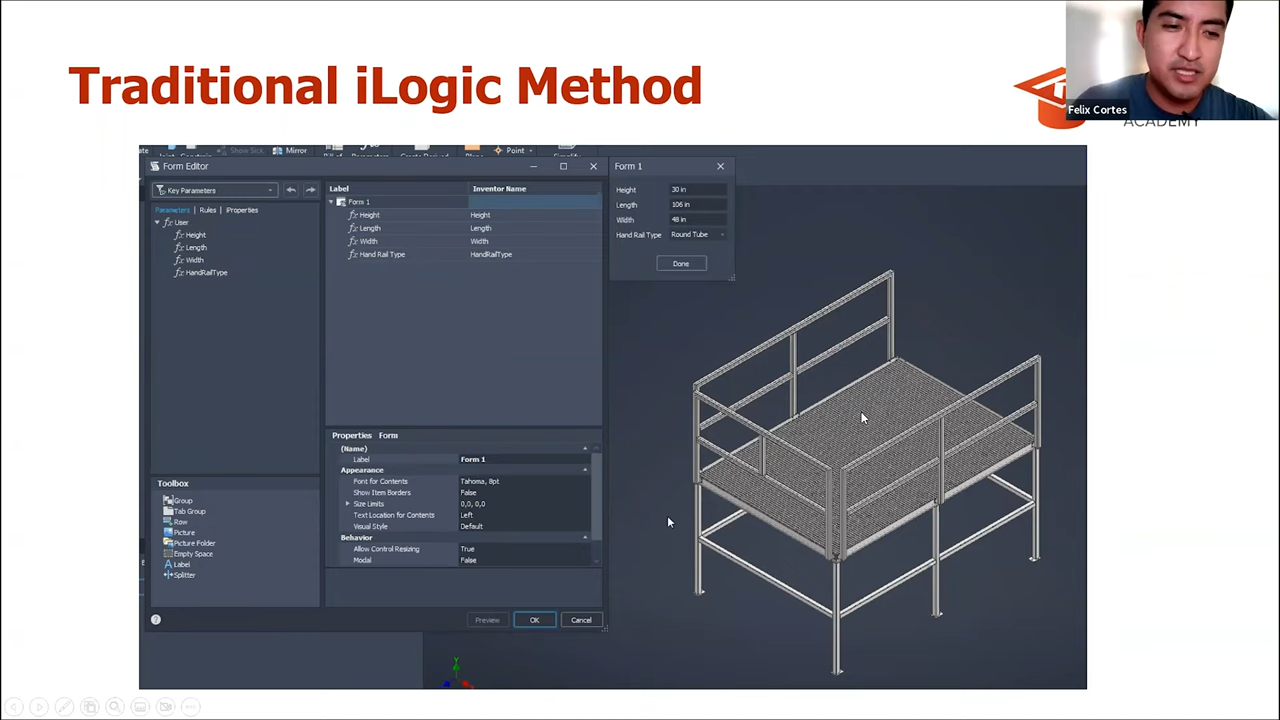 Traditional iLogic Method
Felix Cortes
ACADEMY
Show Sick
Mirror
Point
Form Editor
Key Parameters
Parameters Rules iProperties
User
Height
Length
Width
HandRailType
Label Inventor Name
Form 1
Height Height
Length Length
Width Width
Hand Rail Type HandRailType
Form 1
Height 30 in
Length 106 in
Width 48 in
Hand Rail Type Round Tube
Done
Toolbox
Group
Tab Group
Row
Picture
Picture Folder
Empty Space
A Label
Splitter
Properties Form
(Name)
Label Form 1
Appearance
Font for Contents Tahoma, 8pt
Show Item Borders False
Size Limits 0,0, 0,0
Text Location for Contents Left
Visual Style Default
Behavior
Allow Control Resizing True
Modal False
?
Preview OK Cancel
Y